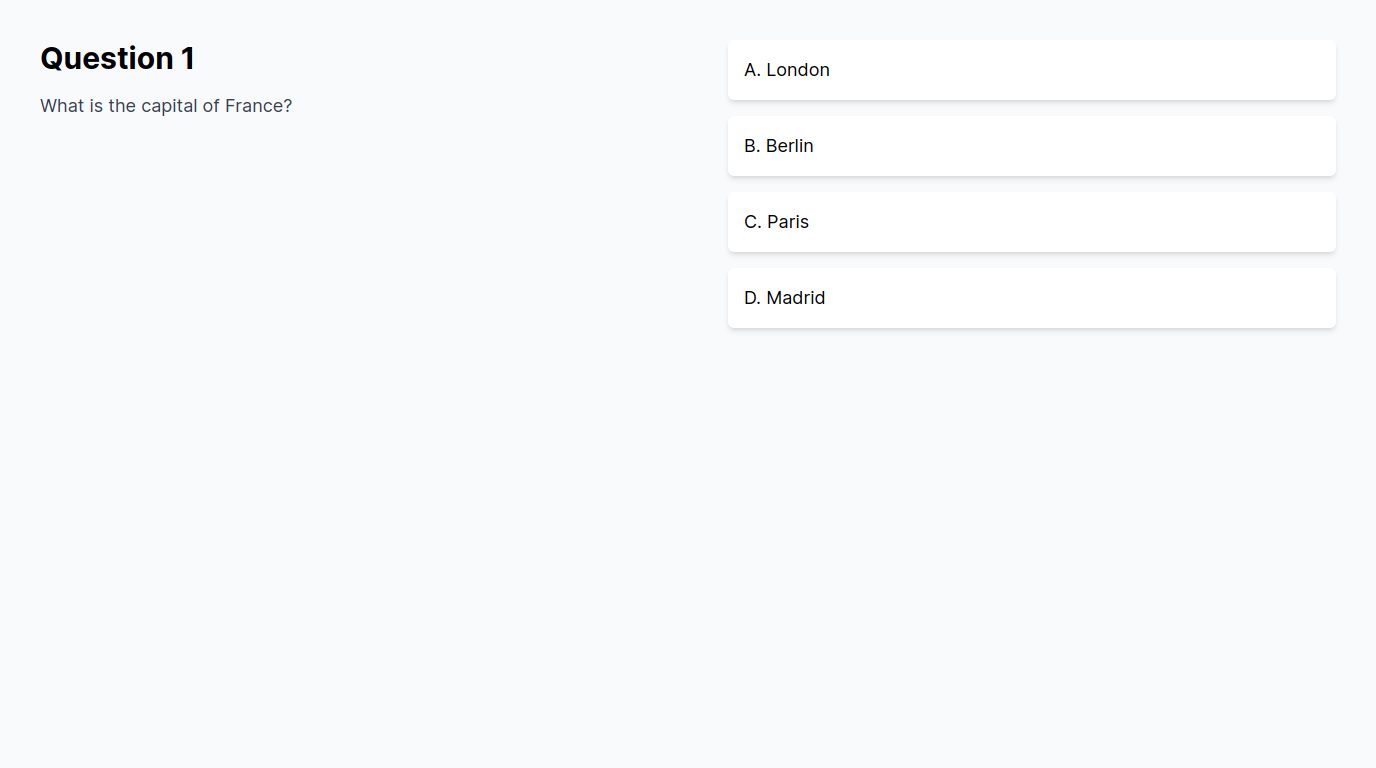 Question 1
What is the capital of France?
A. London
B. Berlin
C. Paris
D. Madrid